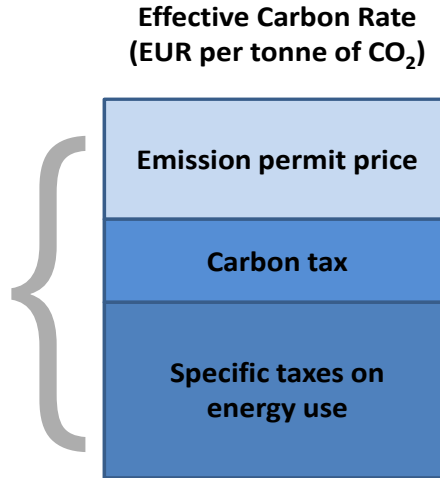 Effective Carbon Rate
(EUR per tonne of CO₂)
Emission permit price
Carbon tax
Specific taxes on
energy use